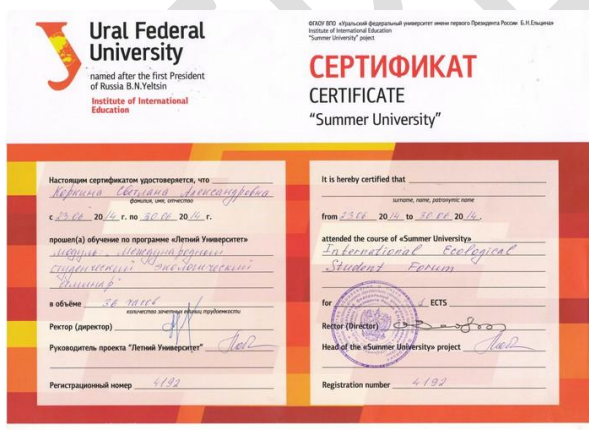 Ural Federal
University
named after the first President
of Russia B.N.Yeltsin
Institute of International
Education
ФГАОУ ВПО «Уральский федеральный университет имени первого Президента России Б.Н.Ельцина»
Institute of International Education
"Summer University" poject
СЕРТИФИКАТ
CERTIFICATE
"Summer University"
Настоящим сертификатом удостоверяется, что
Коркина Светлана Александровна
фамилия, имя, отчество
с 23.06 2014 г. по 30.06 2014 г.
прошел(а) обучение по программе «Летний Университет»
модуль Международный
студенческий экологический
семинар
в объёме 36 часов
количество зачетных единиц трудоемкости
Ректор (директор)
Руководитель проекта "Летний Университет"
Регистрационный номер 4192
It is hereby certified that
surname, name, patronymic name
from 23.06 2014. to 30.06 2014.
attended the course of «Summer University»
International Ecological
Student Forum
for 1 ECTS
Rector (Director)
Head of the «Summer University» project
Registration number 4192